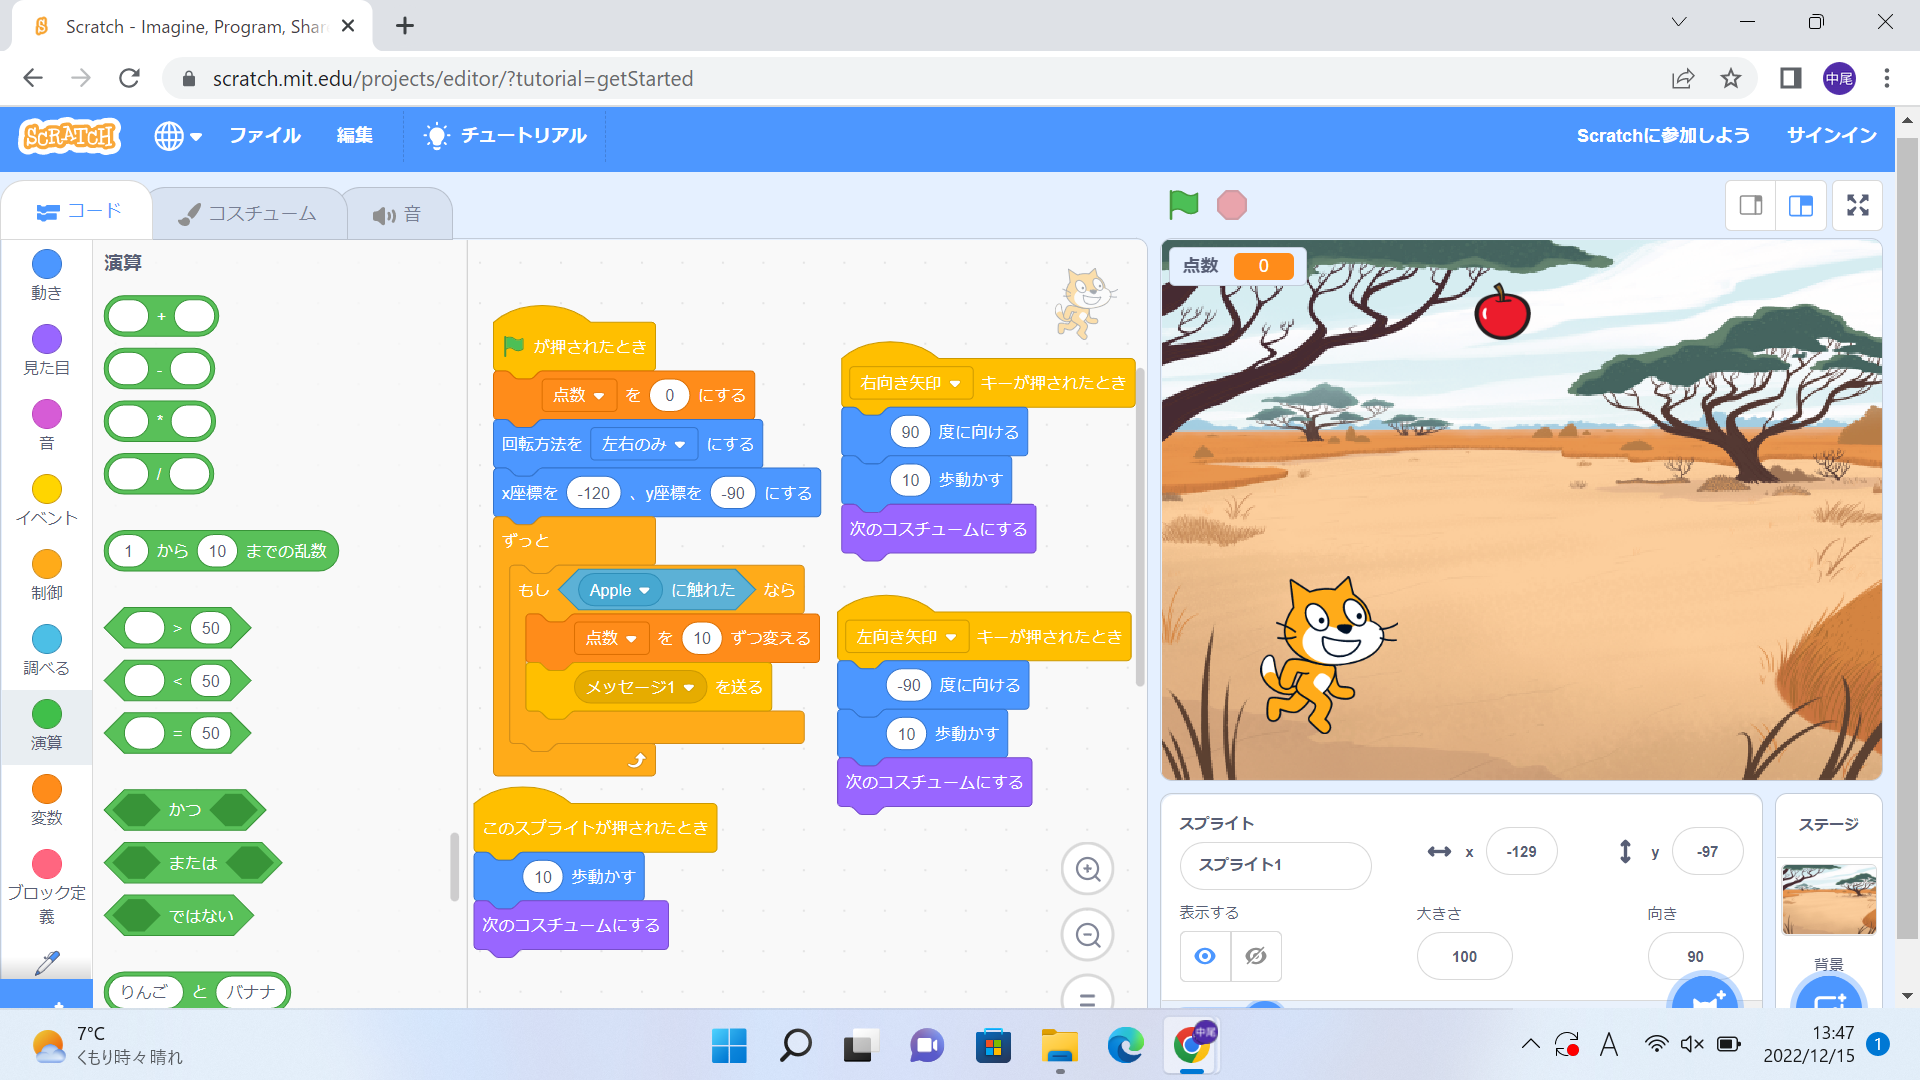 Scratch - Imagine, Program, Shar
scratch.mit.edu/projects/editor/?tutorial=getStarted
中尾
SCRATCH
ファイル
編集
チュートリアル
Scratchに参加しよう
サインイン
コード
コスチューム
音
動き
見た目
音
イベント
制御
調べる
演算
変数
ブロック定
義
演算
+
-
*
/
1 から 10 までの乱数
> 50
< 50
= 50
かつ
または
ではない
りんご と バナナ
が押されたとき
点数 を 0 にする
回転方法を 左右のみ にする
x座標を -120 、y座標を -90 にする
ずっと
もし Apple に触れた なら
点数 を 10 ずつ変える
メッセージ1 を送る
このスプライトが押されたとき
10 歩動かす
次のコスチュームにする
右向き矢印 キーが押されたとき
90 度に向ける
10 歩動かす
次のコスチュームにする
左向き矢印 キーが押されたとき
-90 度に向ける
10 歩動かす
次のコスチュームにする
点数 0
スプライト
スプライト1
x -129
y -97
表示する
大きさ
100
向き
90
ステージ
背景
7°C
くもり時々晴れ
中尾
A
13:47
2022/12/15
1